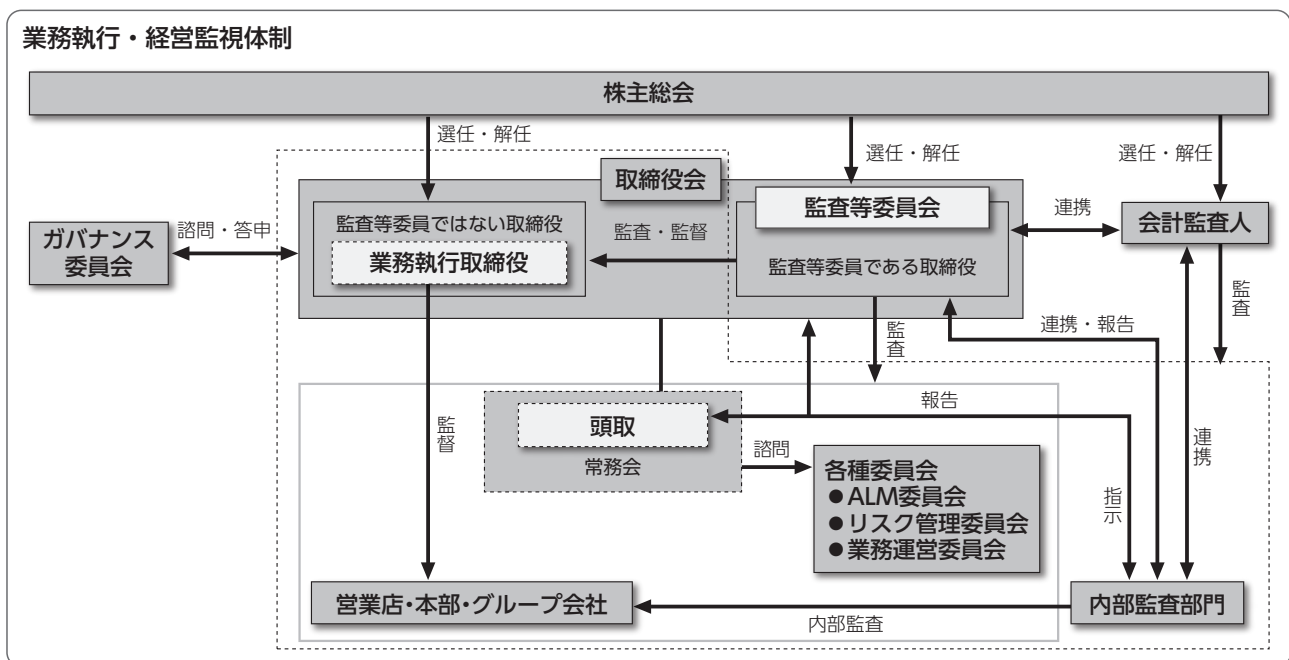 業務執行・経営監視体制
株主総会
選任・解任
選任・解任
選任・解任
取締役会
監査等委員ではない取締役
業務執行取締役
監査・監督
監査等委員会
監査等委員である取締役
連携
会計監査人
ガバナンス
委員会
諮問・答申
監査
監査
連携・報告
監督
頭取
常務会
報告
諮問
各種委員会
●ALM委員会
●リスク管理委員会
●業務運営委員会
指示
連携
営業店・本部・グループ会社
内部監査
内部監査部門